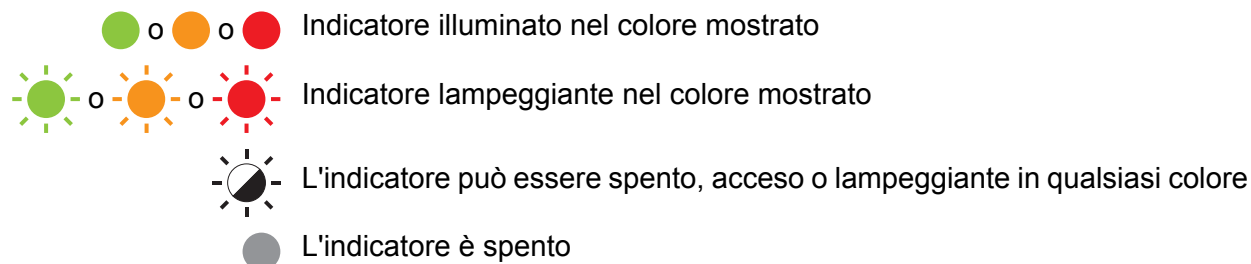 o o Indicatore illuminato nel colore mostrato
o o Indicatore lampeggiante nel colore mostrato
L'indicatore può essere spento, acceso o lampeggiante in qualsiasi colore
L'indicatore è spento